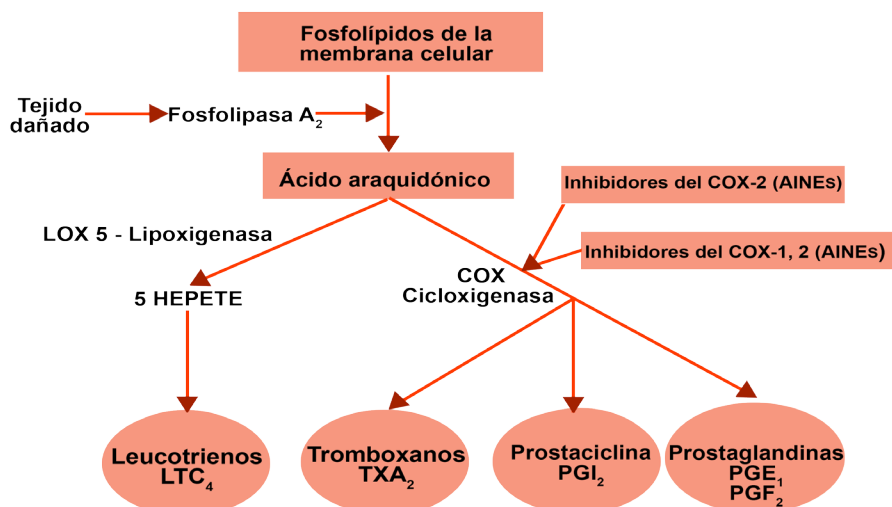 Fosfolípidos de la
membrana celular
Tejido
dañado
Fosfolipasa A₂
Ácido araquidónico
Inhibidores del COX-2 (AINEs)
LOX 5 - Lipoxigenasa
Inhibidores del COX-1, 2 (AINEs)
COX
Cicloxigenasa
5 HEPETE
Leucotrienos
LTC₄
Tromboxanos
TXA₂
Prostaciclina
PGI₂
Prostaglandinas
PGE₁
PGF₂